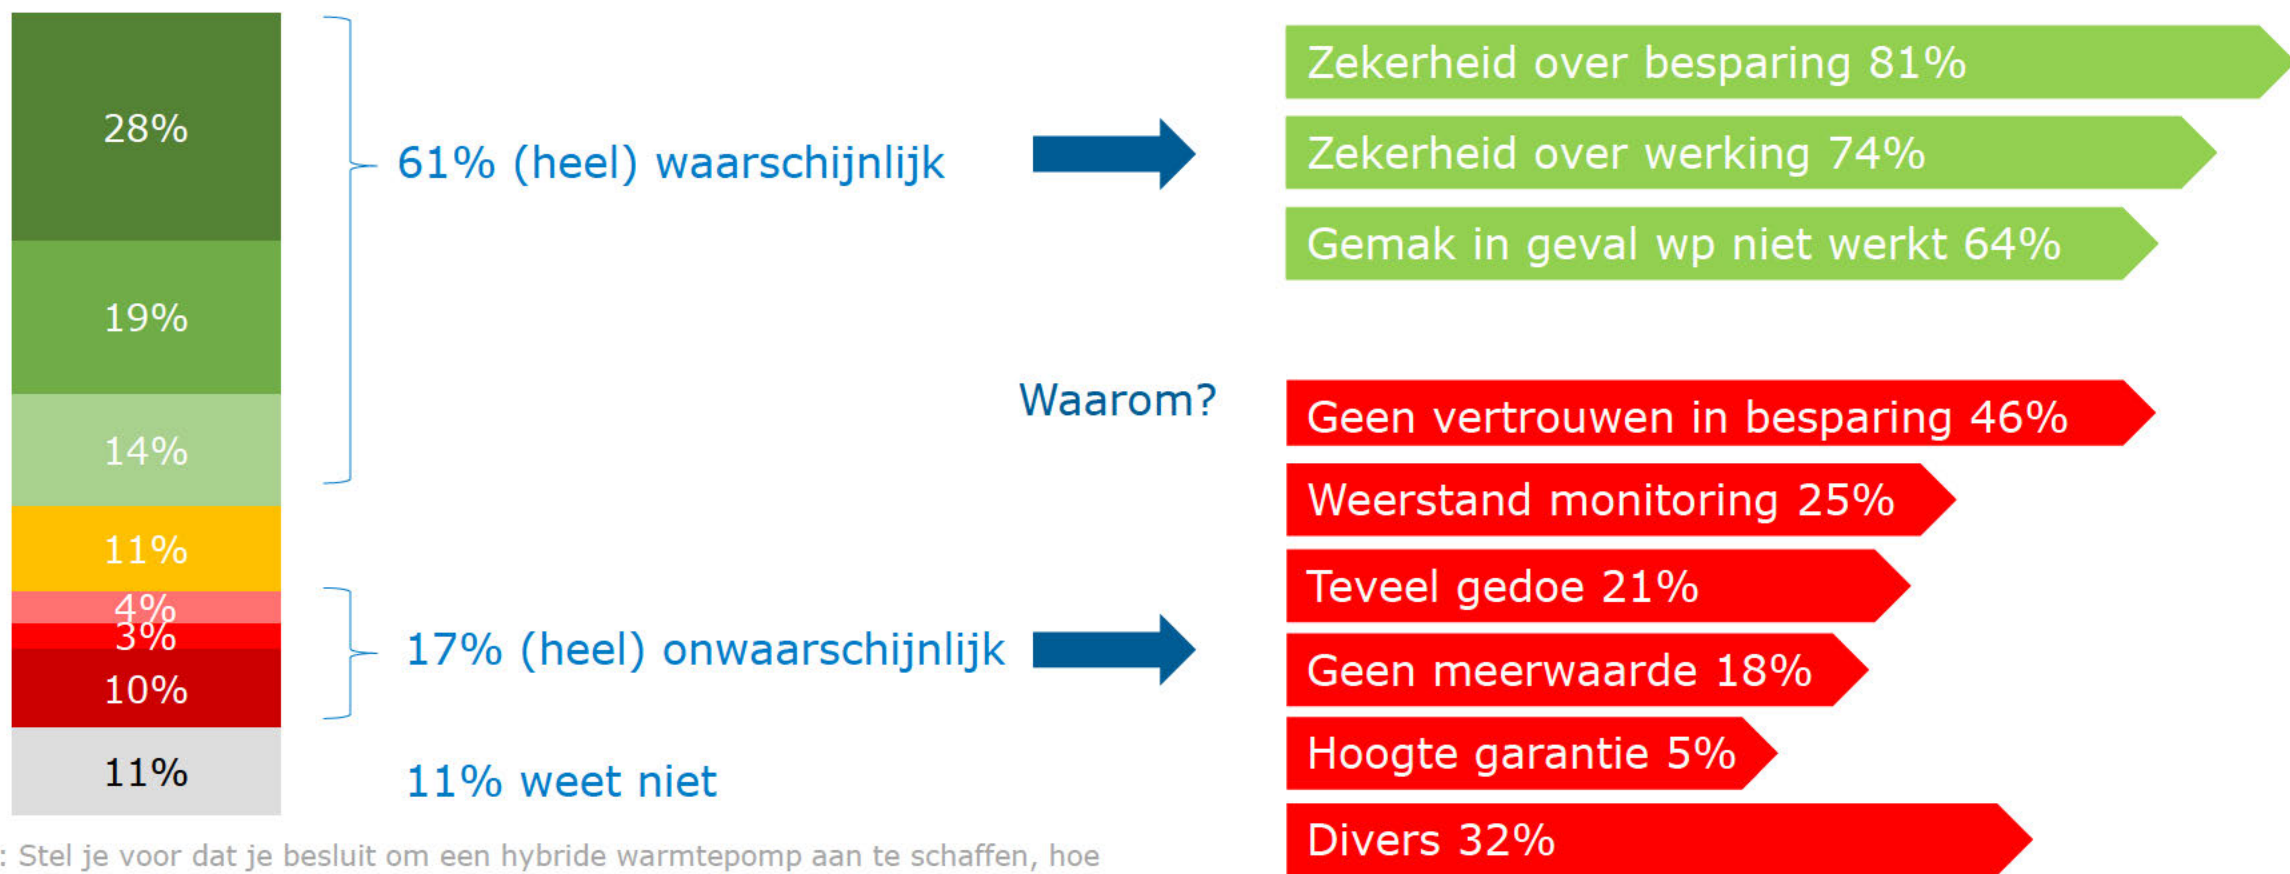 28%
19%
14%
11%
4%
3%
10%
11%
61% (heel) waarschijnlijk
17% (heel) onwaarschijnlijk
11% weet niet
Waarom?
Zekerheid over besparing 81%
Zekerheid over werking 74%
Gemak in geval wp niet werkt 64%
Geen vertrouwen in besparing 46%
Weerstand monitoring 25%
Teveel gedoe 21%
Geen meerwaarde 18%
Hoogte garantie 5%
Divers 32%
: Stel je voor dat je besluit om een hybride warmtepomp aan te schaffen, hoe